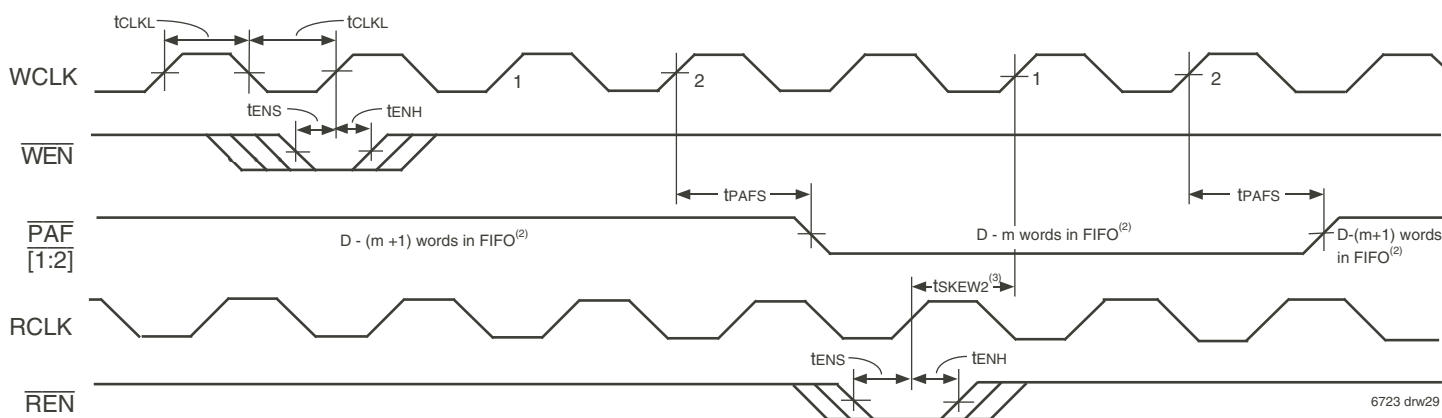 tCLKL tCLKL
WCLK 1 2 1 2
tENS tENH
WEN
tPAFS tPAFS
PAF
[1:2]
D - (m +1) words in FIFO(2) D - m words in FIFO(2) D-(m+1) words
in FIFO(2)
tSKEW2(3)
RCLK
tENS tENH
REN
6723 drw29